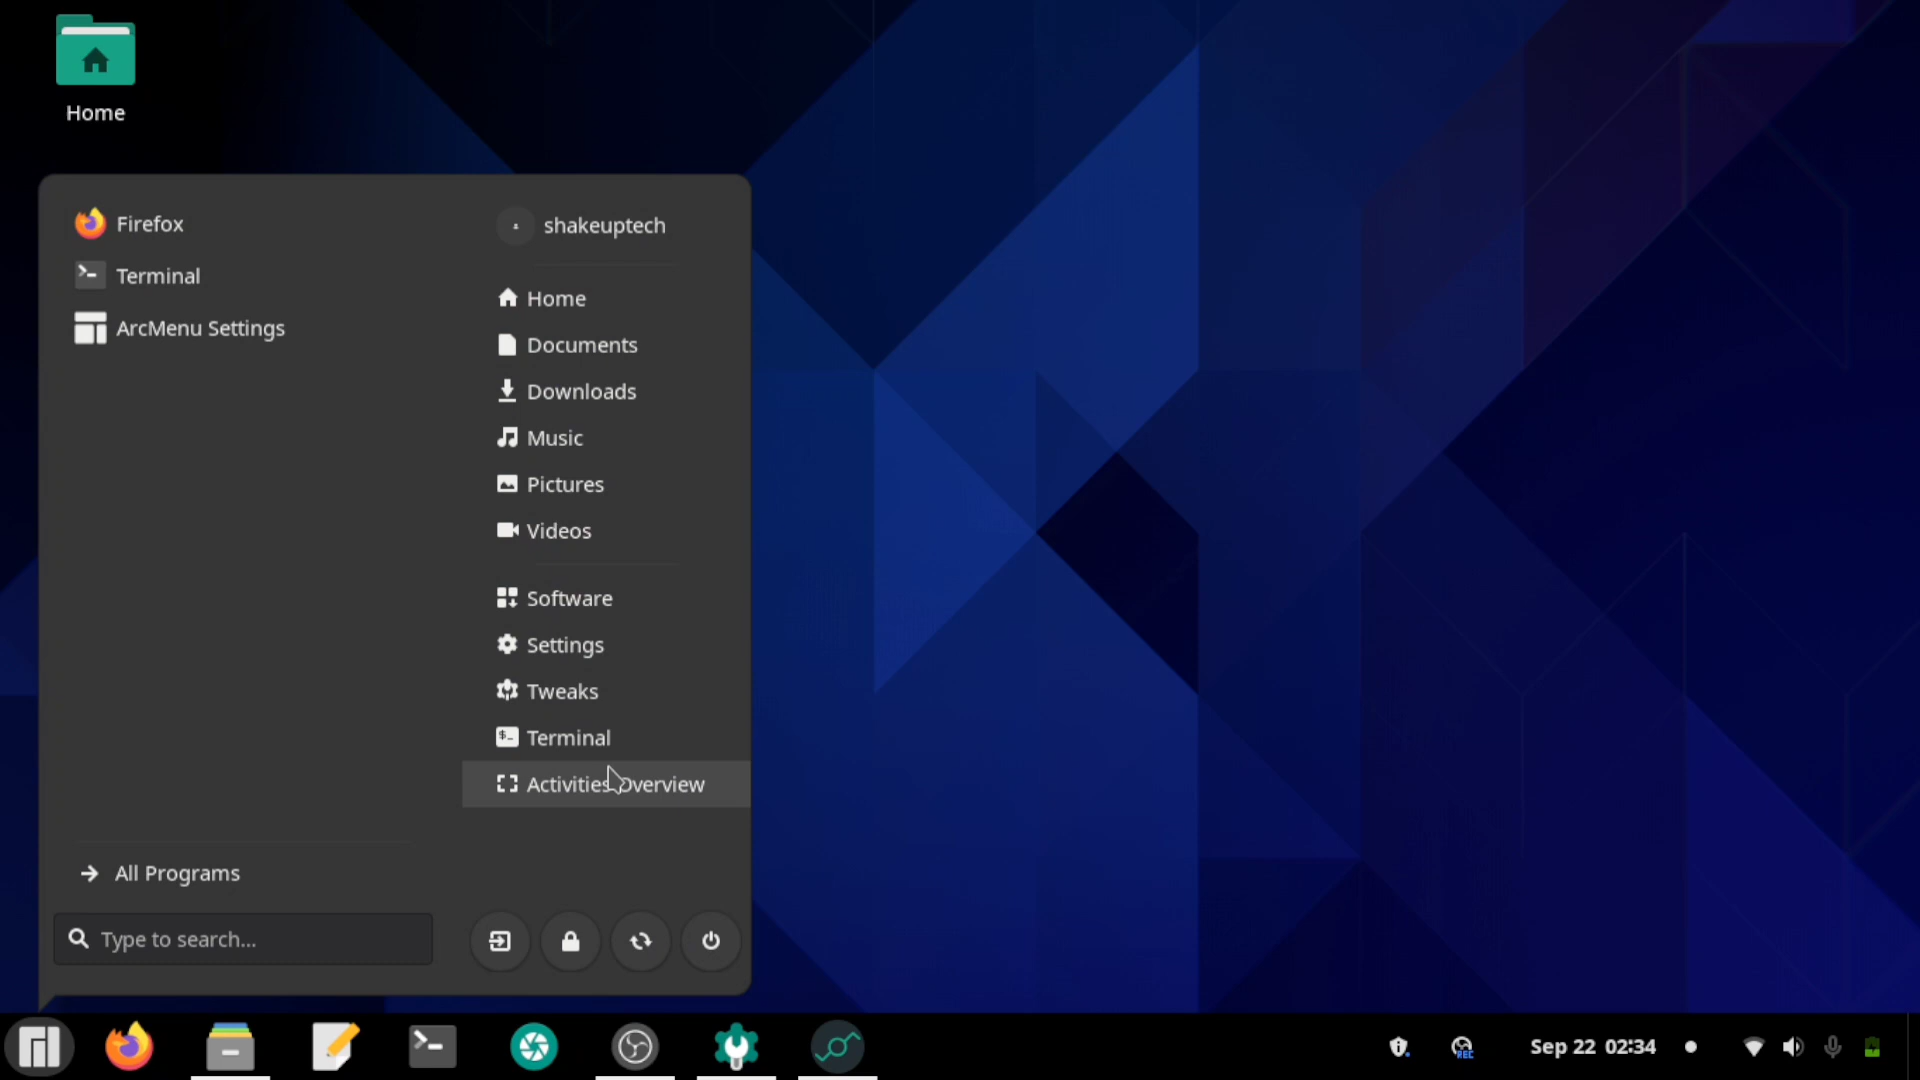 Home
Firefox
Terminal
ArcMenu Settings
shakeuptech
Home
Documents
Downloads
Music
Pictures
Videos
Software
Settings
Tweaks
Terminal
Activities Overview
All Programs
Type to search...
REC
Sep 22 02:34